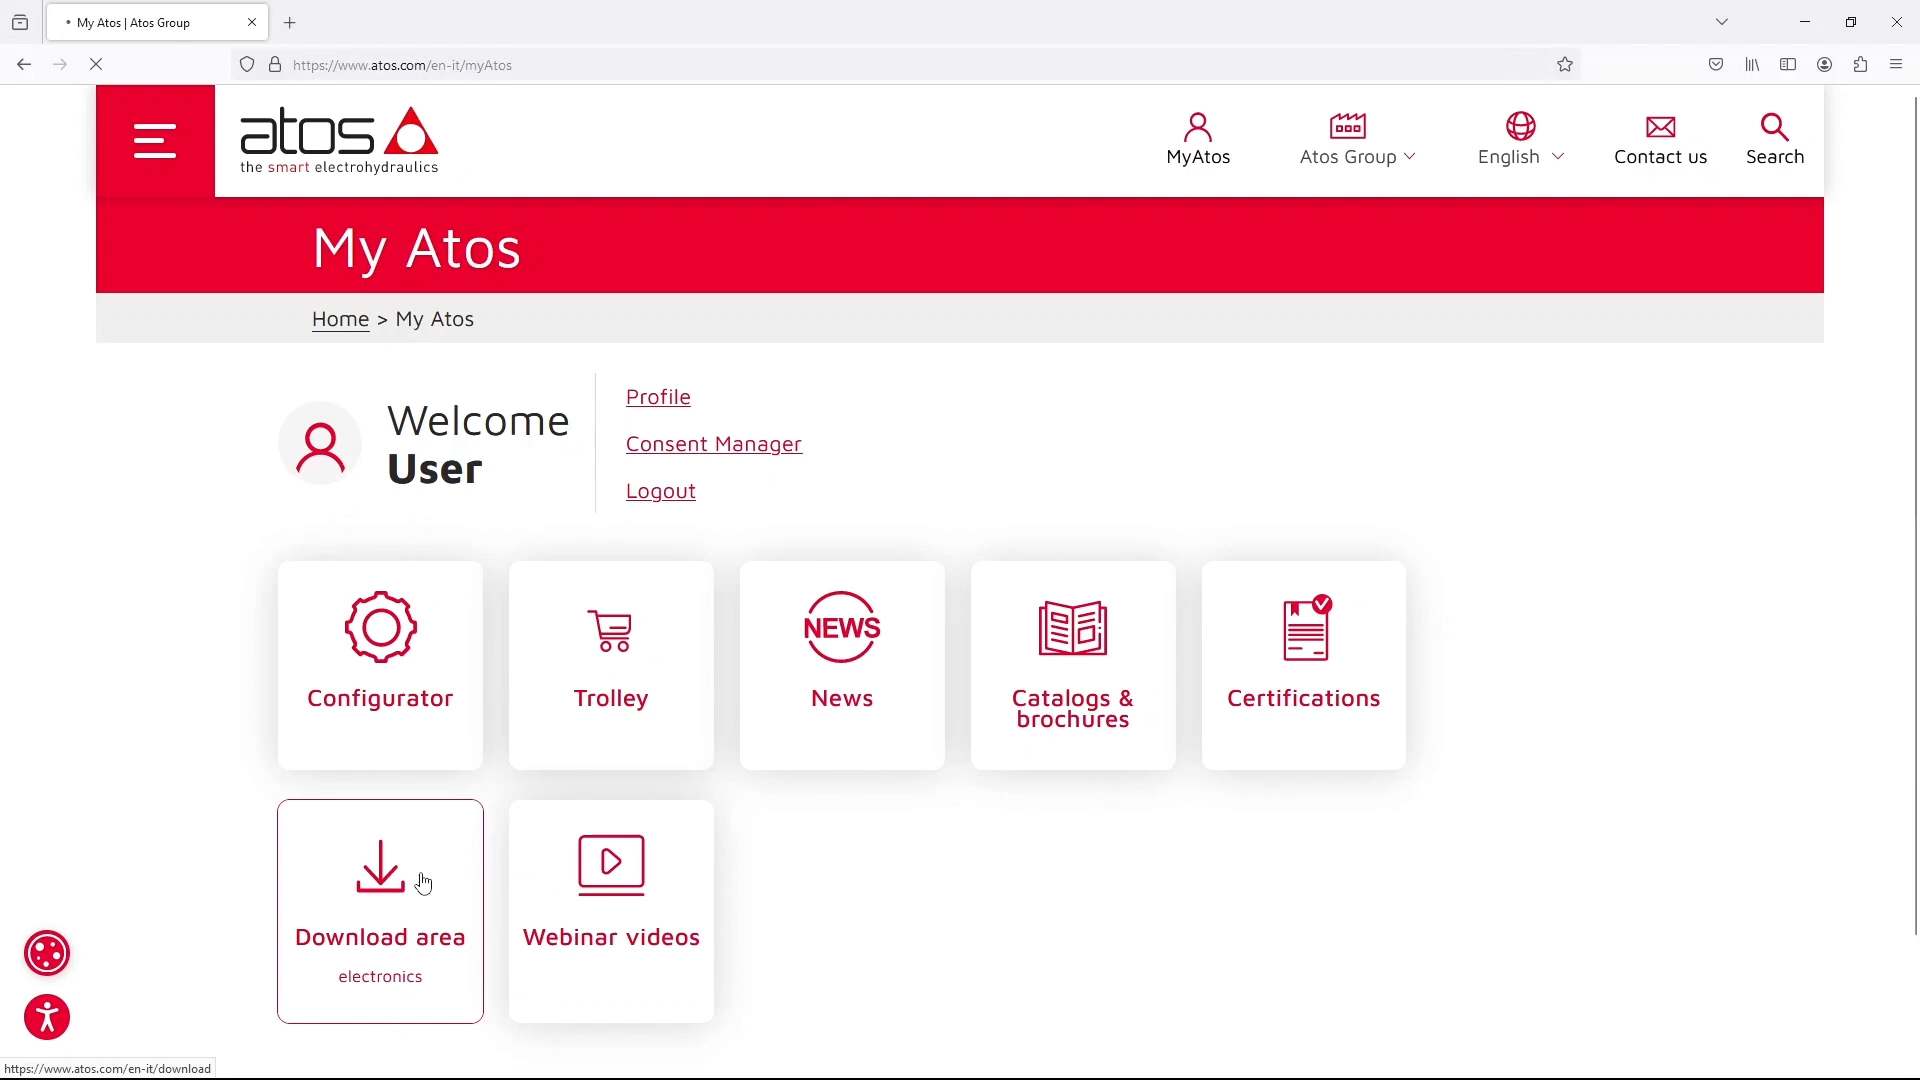 My Atos | Atos Group
https://www.atos.com/en-it/myAtos
atos
the smart electrohydraulics
MyAtos
Atos Group
English
Contact us
Search
My Atos
Home > My Atos
Welcome
User
Profile
Consent Manager
Logout
Configurator
Trolley
NEWS
News
Catalogs &
brochures
Certifications
Download area
electronics
Webinar videos
https://www.atos.com/en-it/download